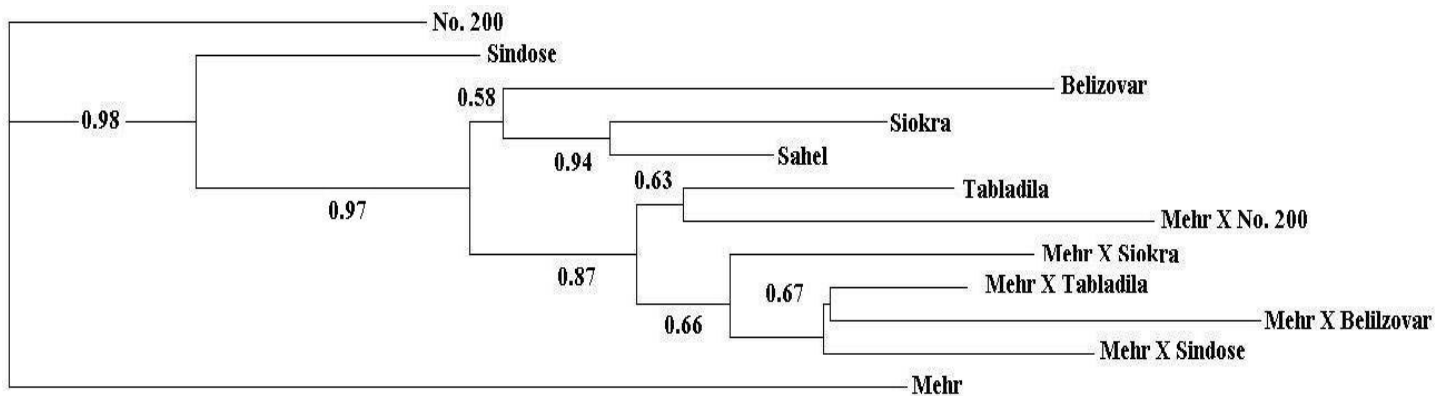 No. 200
Sindose
Belizovar
0.58
0.98
Siokra
0.94
Sahel
0.63
Tabladila
0.97
Mehr X No. 200
Mehr X Siokra
0.87
Mehr X Tabladila
0.67
0.66
Mehr X Belilzovar
Mehr X Sindose
Mehr